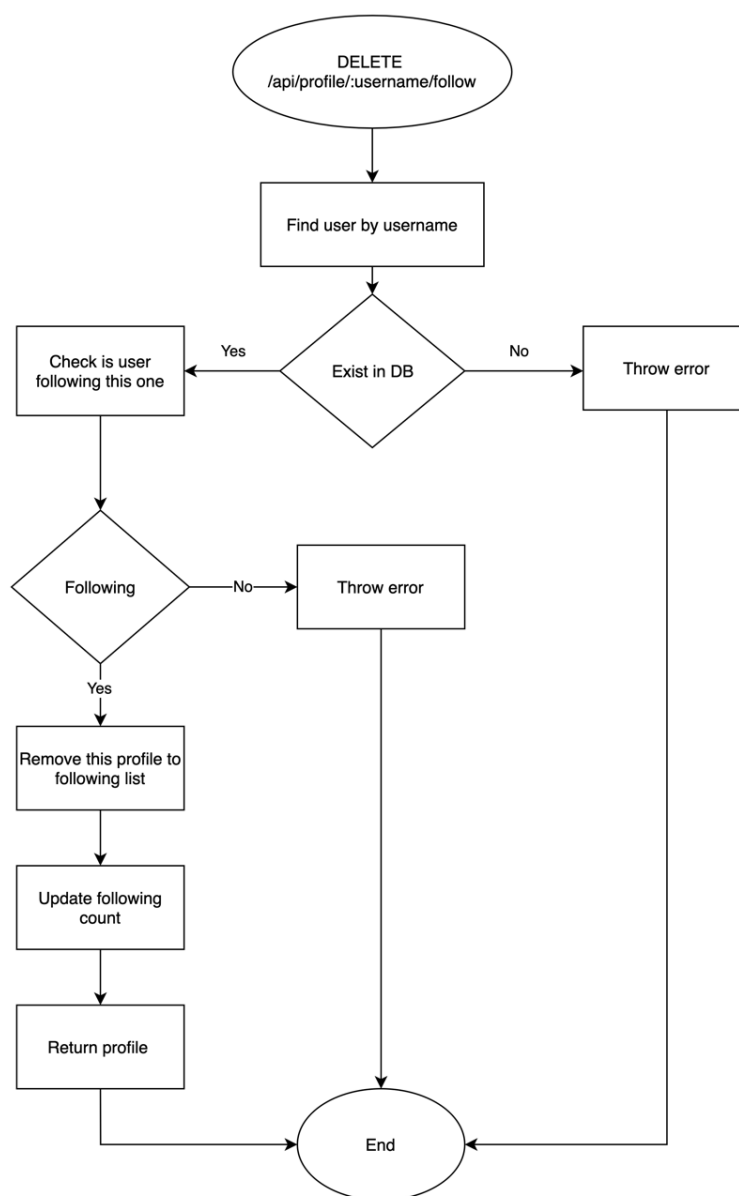 DELETE
/api/profile/:username/follow
Find user by username
Check is user
following this one
Yes
Exist in DB
No
Throw error
Following
No
Throw error
Yes
Remove this profile to
following list
Update following
count
Return profile
End